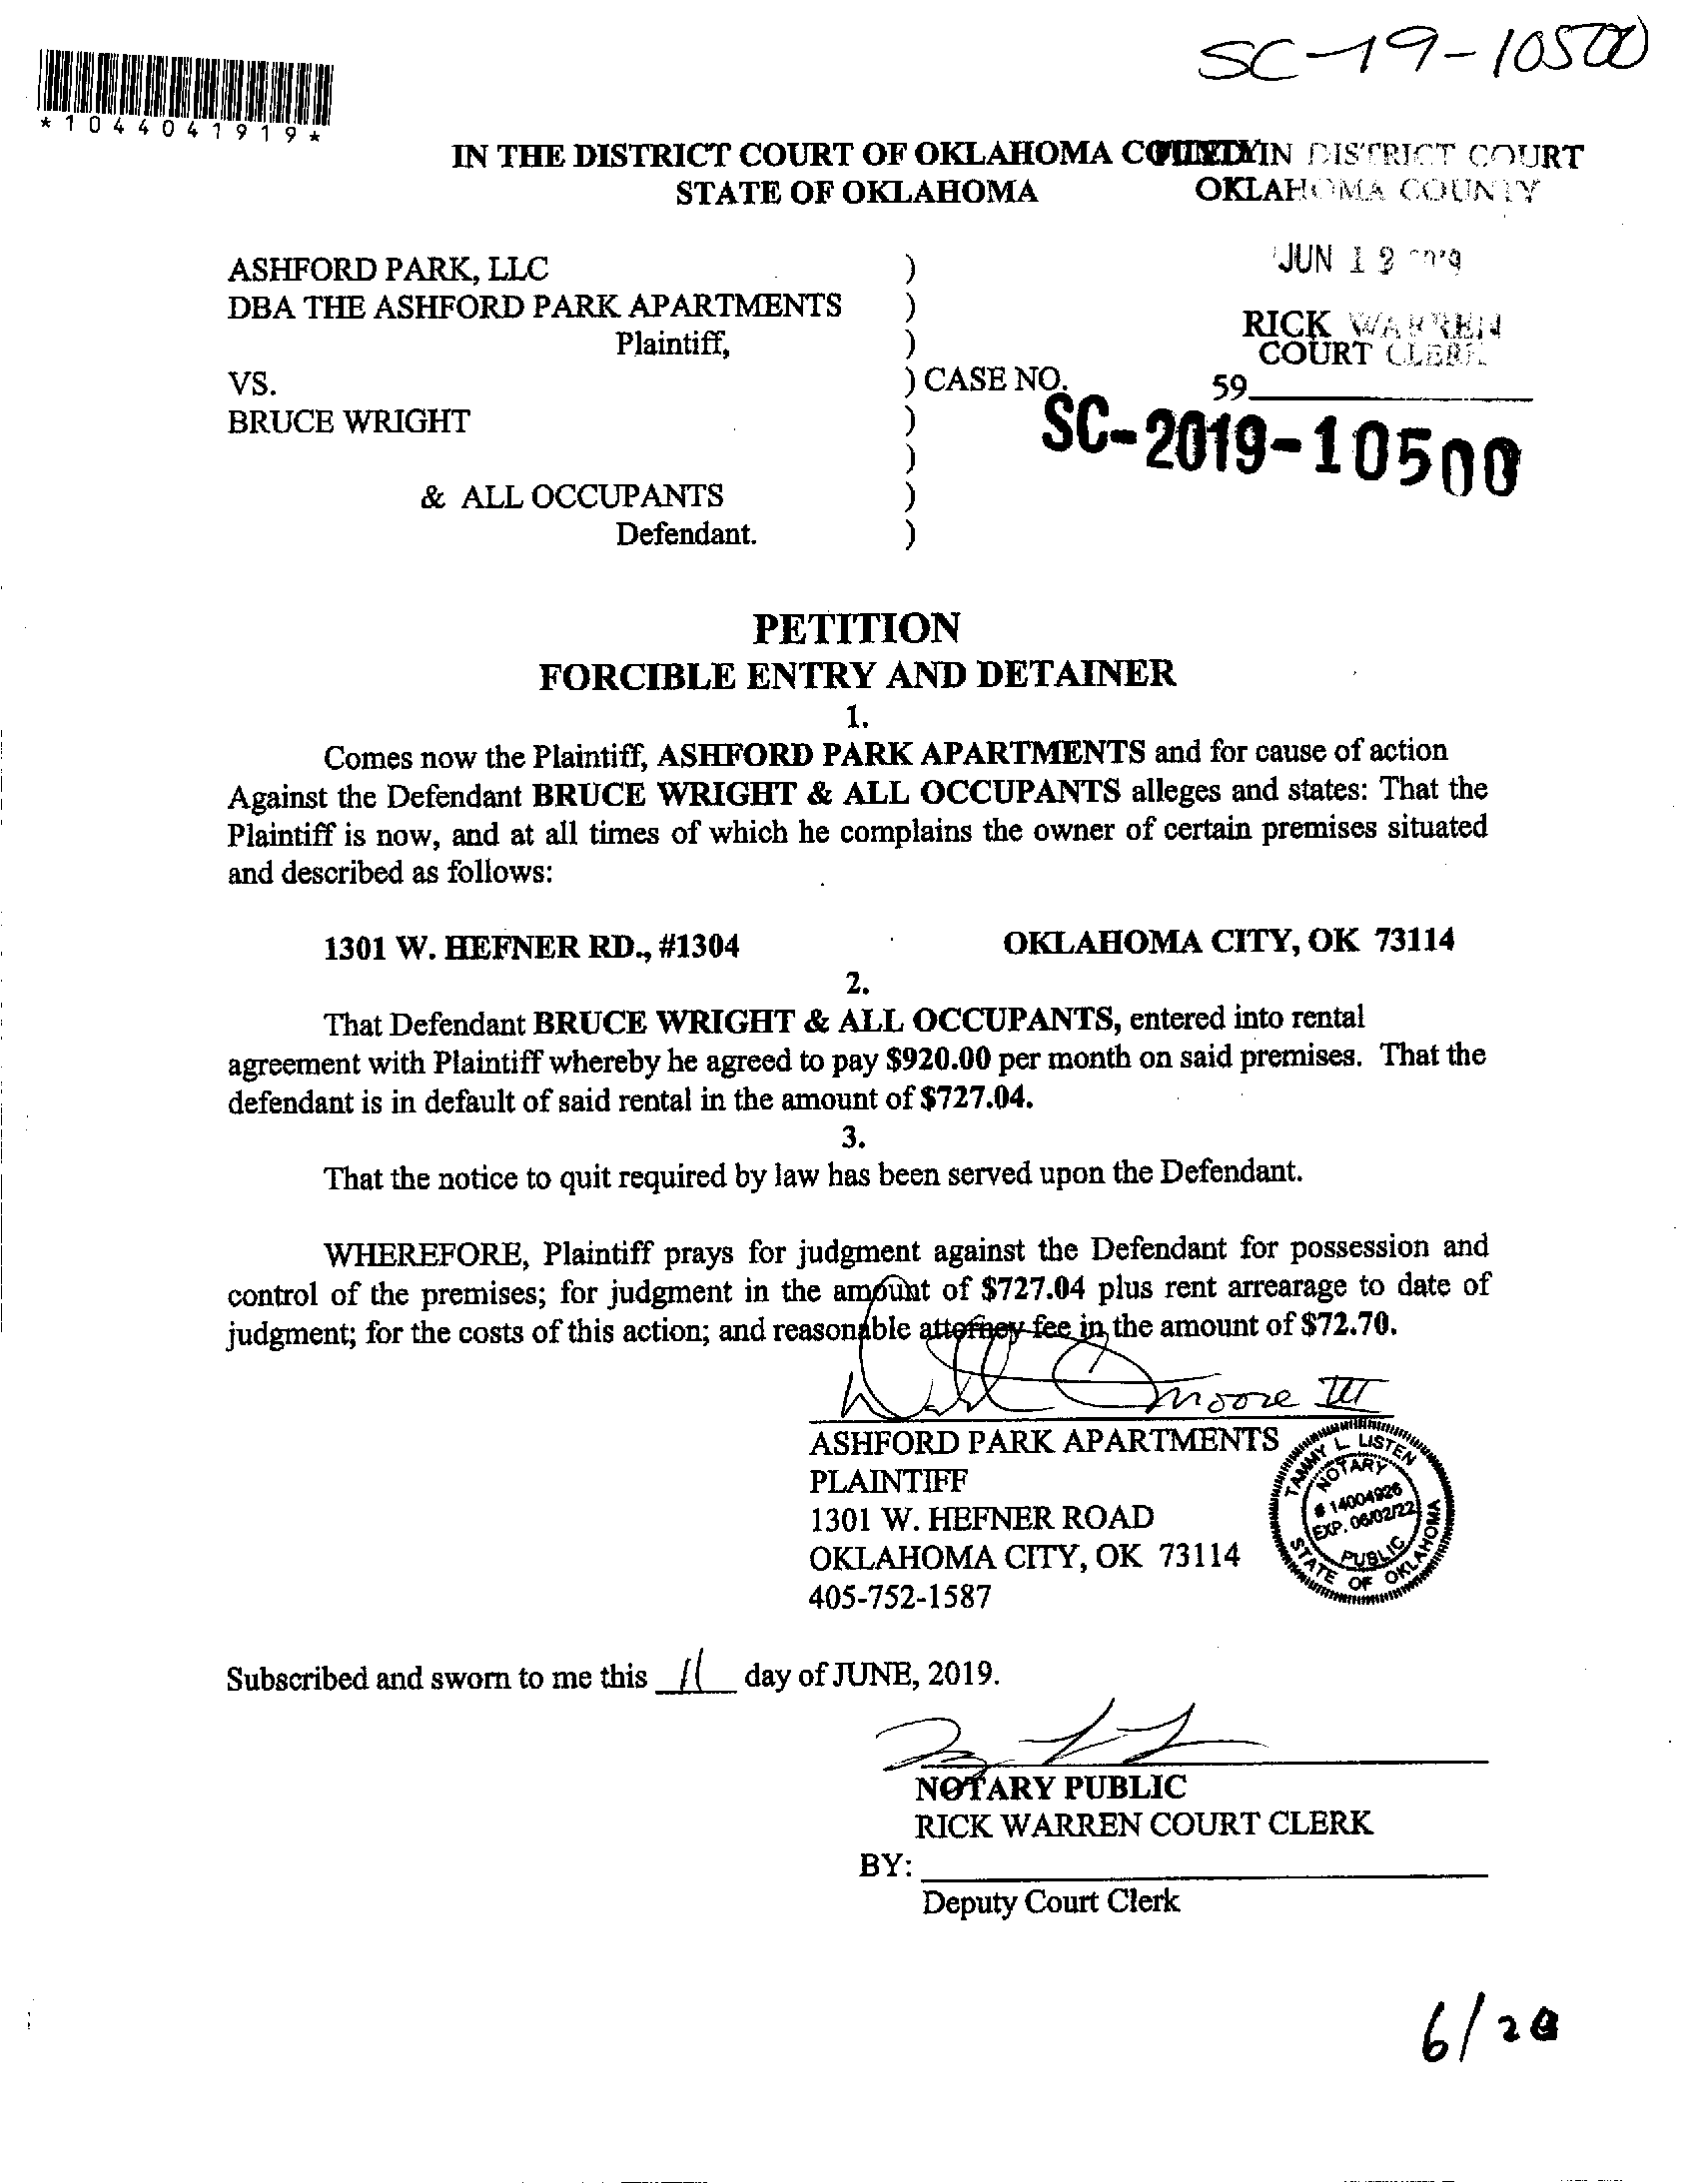 SC-19-10500
*1044041919*
IN THE DISTRICT COURT OF OKLAHOMA COUNTY
STATE OF OKLAHOMA
FILED IN DISTRICT COURT
OKLAHOMA COUNTY
JUN 2019
RICK WARREN
COURT CLERK
59
ASHFORD PARK, LLC )
DBA THE ASHFORD PARK APARTMENTS )
Plaintiff, )
VS. ) CASE NO.
SC-2019-10500
BRUCE WRIGHT )
)
& ALL OCCUPANTS )
Defendant. )
PETITION
FORCIBLE ENTRY AND DETAINER
1.
Comes now the Plaintiff, ASHFORD PARK APARTMENTS and for cause of action
Against the Defendant BRUCE WRIGHT & ALL OCCUPANTS alleges and states: That the
Plaintiff is now, and at all times of which he complains the owner of certain premises situated
and described as follows:
1301 W. HEFNER RD., #1304 OKLAHOMA CITY, OK 73114
2.
That Defendant BRUCE WRIGHT & ALL OCCUPANTS, entered into rental
agreement with Plaintiff whereby he agreed to pay $920.00 per month on said premises. That the
defendant is in default of said rental in the amount of $727.04.
3.
That the notice to quit required by law has been served upon the Defendant.
WHEREFORE, Plaintiff prays for judgment against the Defendant for possession and
control of the premises; for judgment in the amount of $727.04 plus rent arrearage to date of
judgment; for the costs of this action; and reasonable attorney fee in the amount of $72.70.
Moore III
ASHFORD PARK APARTMENTS
PLAINTIFF
1301 W. HEFNER ROAD
OKLAHOMA CITY, OK 73114
405-752-1587
TAMMY L. LISTEN
NOTARY
# 14004926
EXP. 06/02/22
PUBLIC
STATE OF OKLAHOMA
Subscribed and sworn to me this 11 day of JUNE, 2019.
NOTARY PUBLIC
RICK WARREN COURT CLERK
BY:
Deputy Court Clerk
6/20